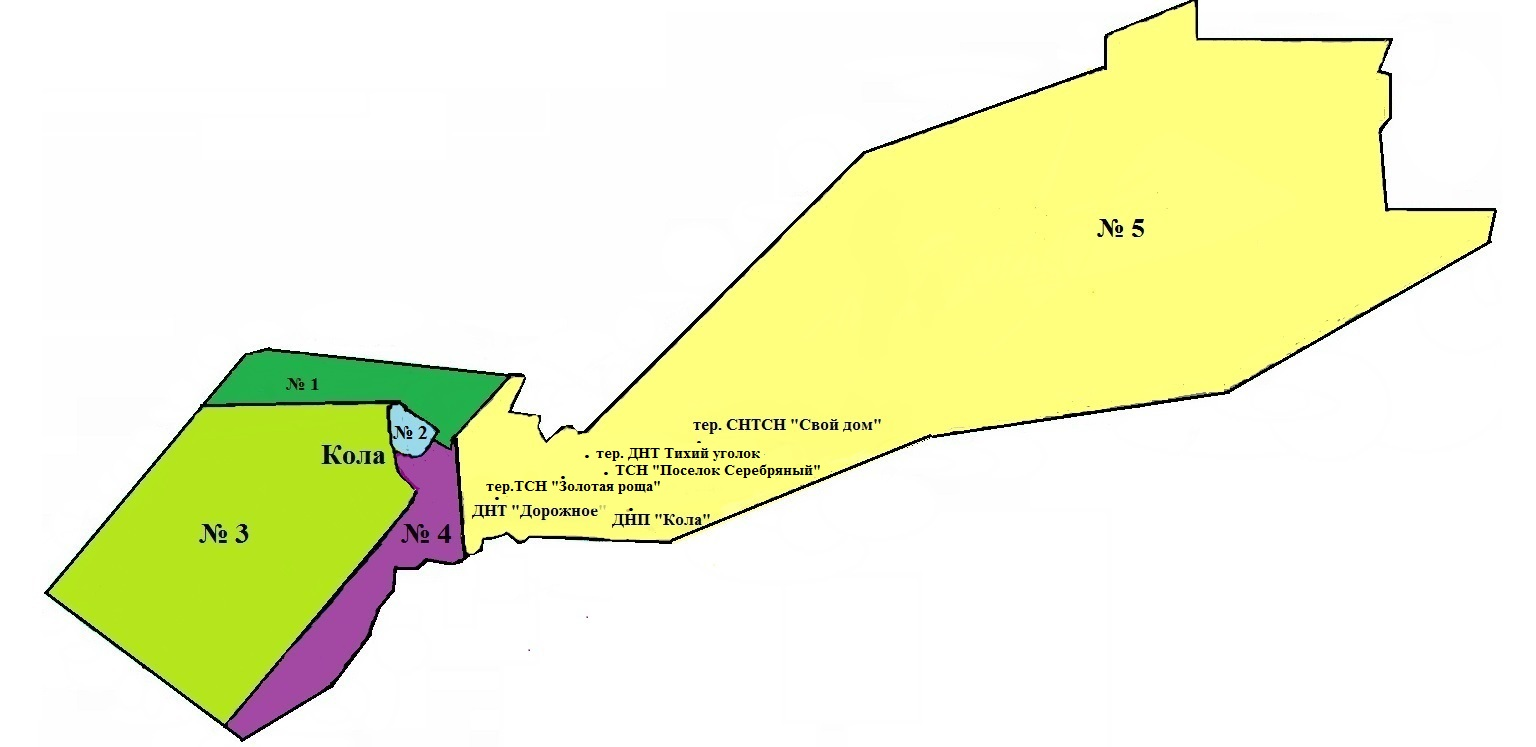 № 5
№ 1
тер. СНТСН "Свой дом"
№ 2
Кола
тер. ДНТ Тихий уголок
ТСН "Поселок Серебряный"
тер.ТСН "Золотая роща"
ДНТ "Дорожное"
ДНП "Кола"
№ 3
№ 4